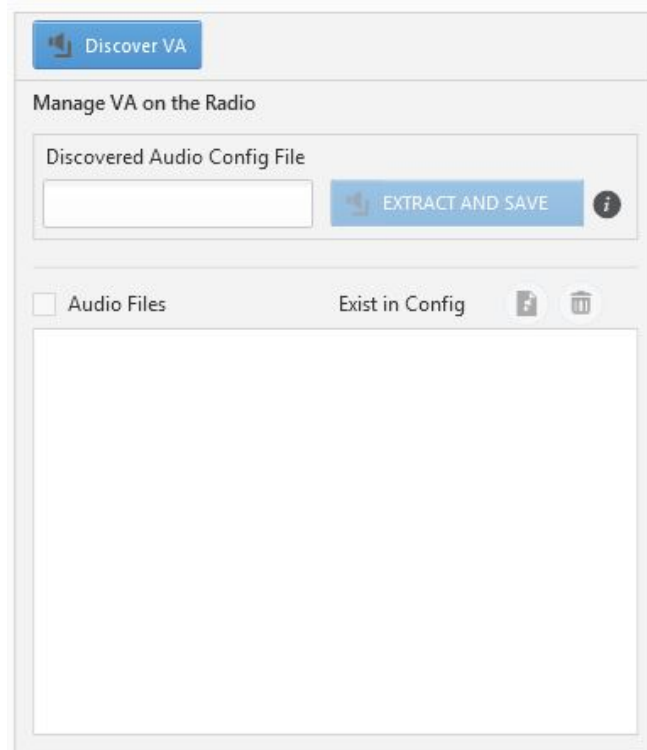 Discover VA
Manage VA on the Radio
Discovered Audio Config File
EXTRACT AND SAVE
Audio Files Exist in Config